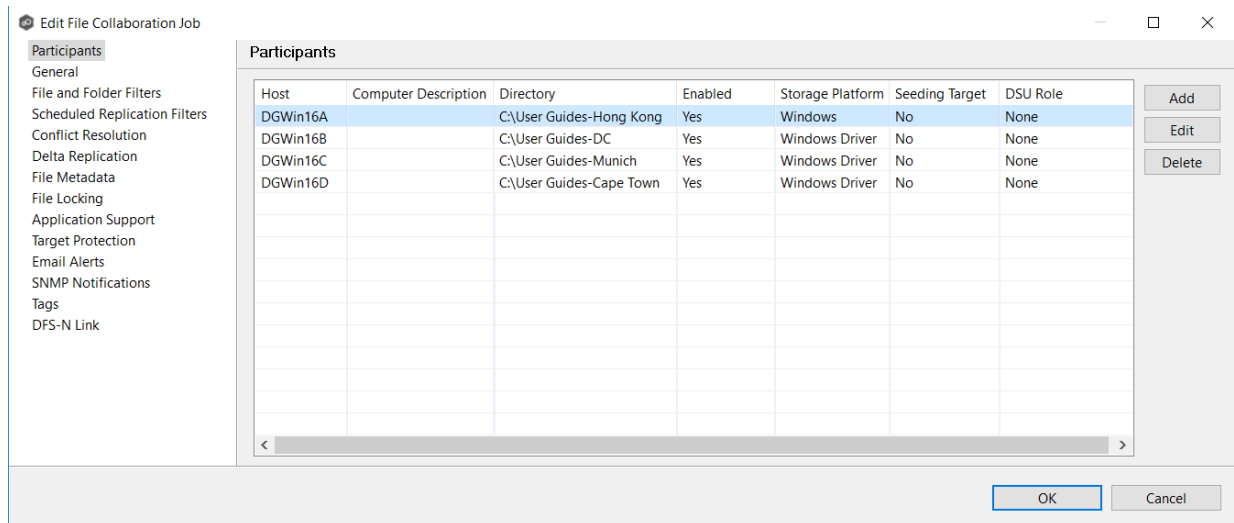 Edit File Collaboration Job
Participants
General
File and Folder Filters
Scheduled Replication Filters
Conflict Resolution
Delta Replication
File Metadata
File Locking
Application Support
Target Protection
Email Alerts
SNMP Notifications
Tags
DFS-N Link
Participants
Host Computer Description Directory Enabled Storage Platform Seeding Target DSU Role
DGWin16A C:\User Guides-Hong Kong Yes Windows No None
DGWin16B C:\User Guides-DC Yes Windows Driver No None
DGWin16C C:\User Guides-Munich Yes Windows Driver No None
DGWin16D C:\User Guides-Cape Town Yes Windows Driver No None
Add
Edit
Delete
OK Cancel